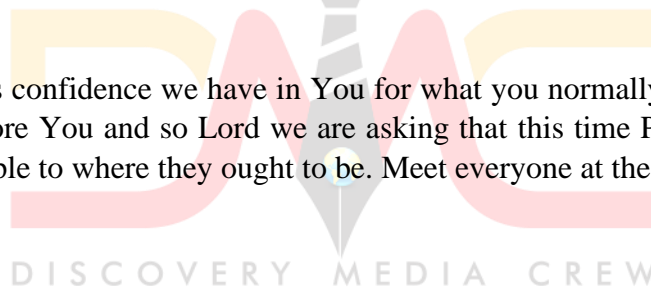 s confidence we have in You for what you normally
ore You and so Lord we are asking that this time
ple to where they ought to be. Meet everyone at the
DMC
DISCOVERY MEDIA CREW